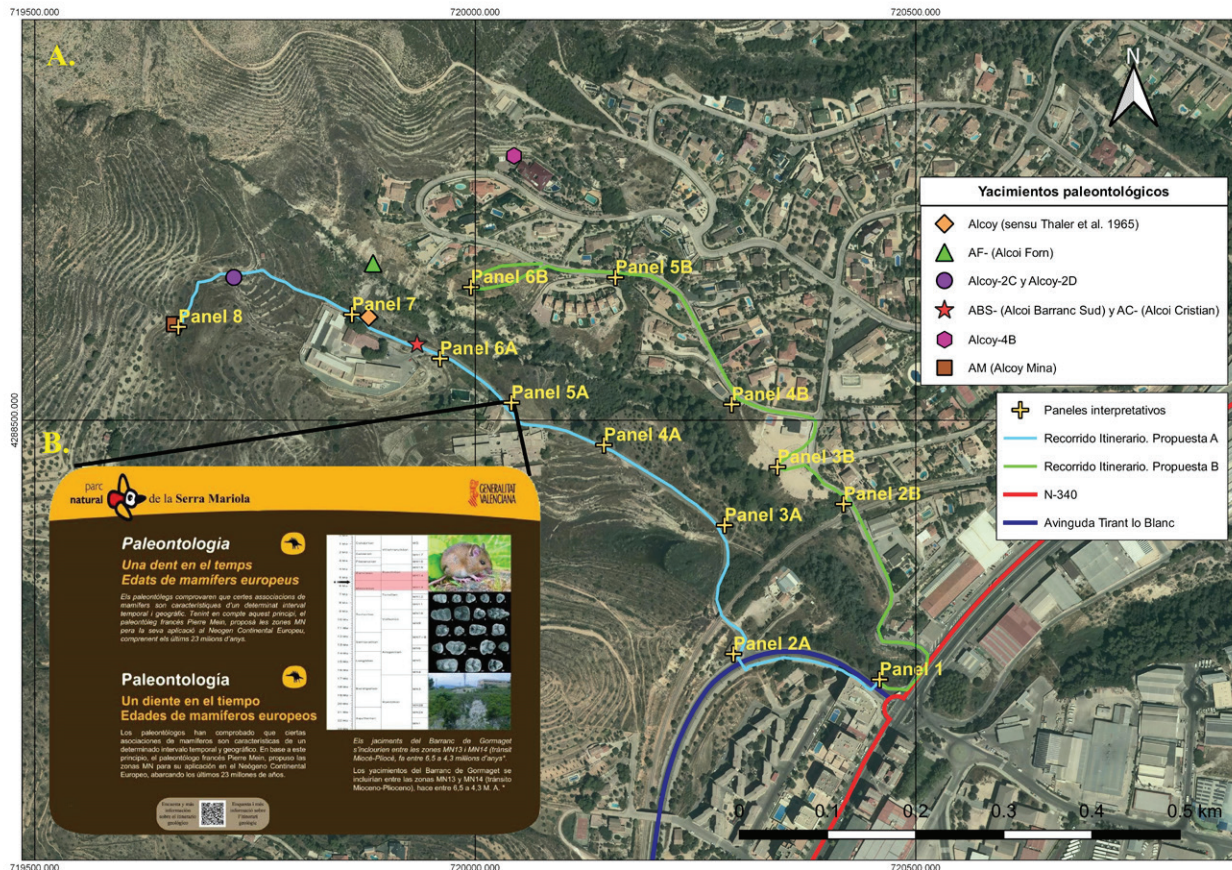 719500.000
720000.000
720500.000
A.
N
Yacimientos paleontológicos
Alcoy (sensu Thaler et al. 1965)
AF- (Alcoi Forn)
Alcoy-2C y Alcoy-2D
ABS- (Alcoi Barranc Sud) y AC- (Alcoi Cristian)
Alcoy-4B
AM (Alcoy Mina)
Paneles interpretativos
Recorrido Itinerario. Propuesta A
Recorrido Itinerario. Propuesta B
N-340
Avinguda Tirant lo Blanc
Panel 6B
Panel 5B
Panel 7
Panel 8
Panel 6A
Panel 5A
Panel 4B
4288500.000
Panel 4A
B.
Panel 3B
Panel 2B
Panel 3A
Panel 2A
Panel 1
parc
natural
de la Serra Mariola
GENERALITAT
VALENCIANA
Paleontología
Una dent en el temps
Edats de mamífers europeus
Els paleontòlegs comprovaren que certes associacions de
mamífers son característiques d'un determinat interval
temporal i geogràfic. Tenint en compte aquest principi, el
paleontòleg francés Pierre Mein, proposà les zones MN
pera la seva aplicació al Neogen Continental Europeu,
comprenent els últims 23 milions d'anys.
Paleontología
Un diente en el tiempo
Edades de mamíferos europeos
Los paleontólogos han comprobado que ciertas
asociaciones de mamíferos son características de un
determinado intervalo temporal y geográfico. En base a este
principio, el paleontólogo francés Pierre Mein, propuso las
zonas MN para su aplicación en el Neógeno Continental
Europeo, abarcando los últimos 23 millones de años.
Els jaciments del Barranc de Gormaget
s'inclourien entre les zones MN13 i MN14 (trànsit
Miocé-Pliocé, fa entre 6,5 a 4,3 milions d'anys*.
Los yacimientos del Barranc de Gormaget se
incluirían entre las zonas MN13 y MN14 (tránsito
Mioceno-Plioceno), hace entre 6,5 a 4,3 M. A. *
0
0.1
0.2
0.3
0.4
0.5 km
719500.000
720000.000
720500.000